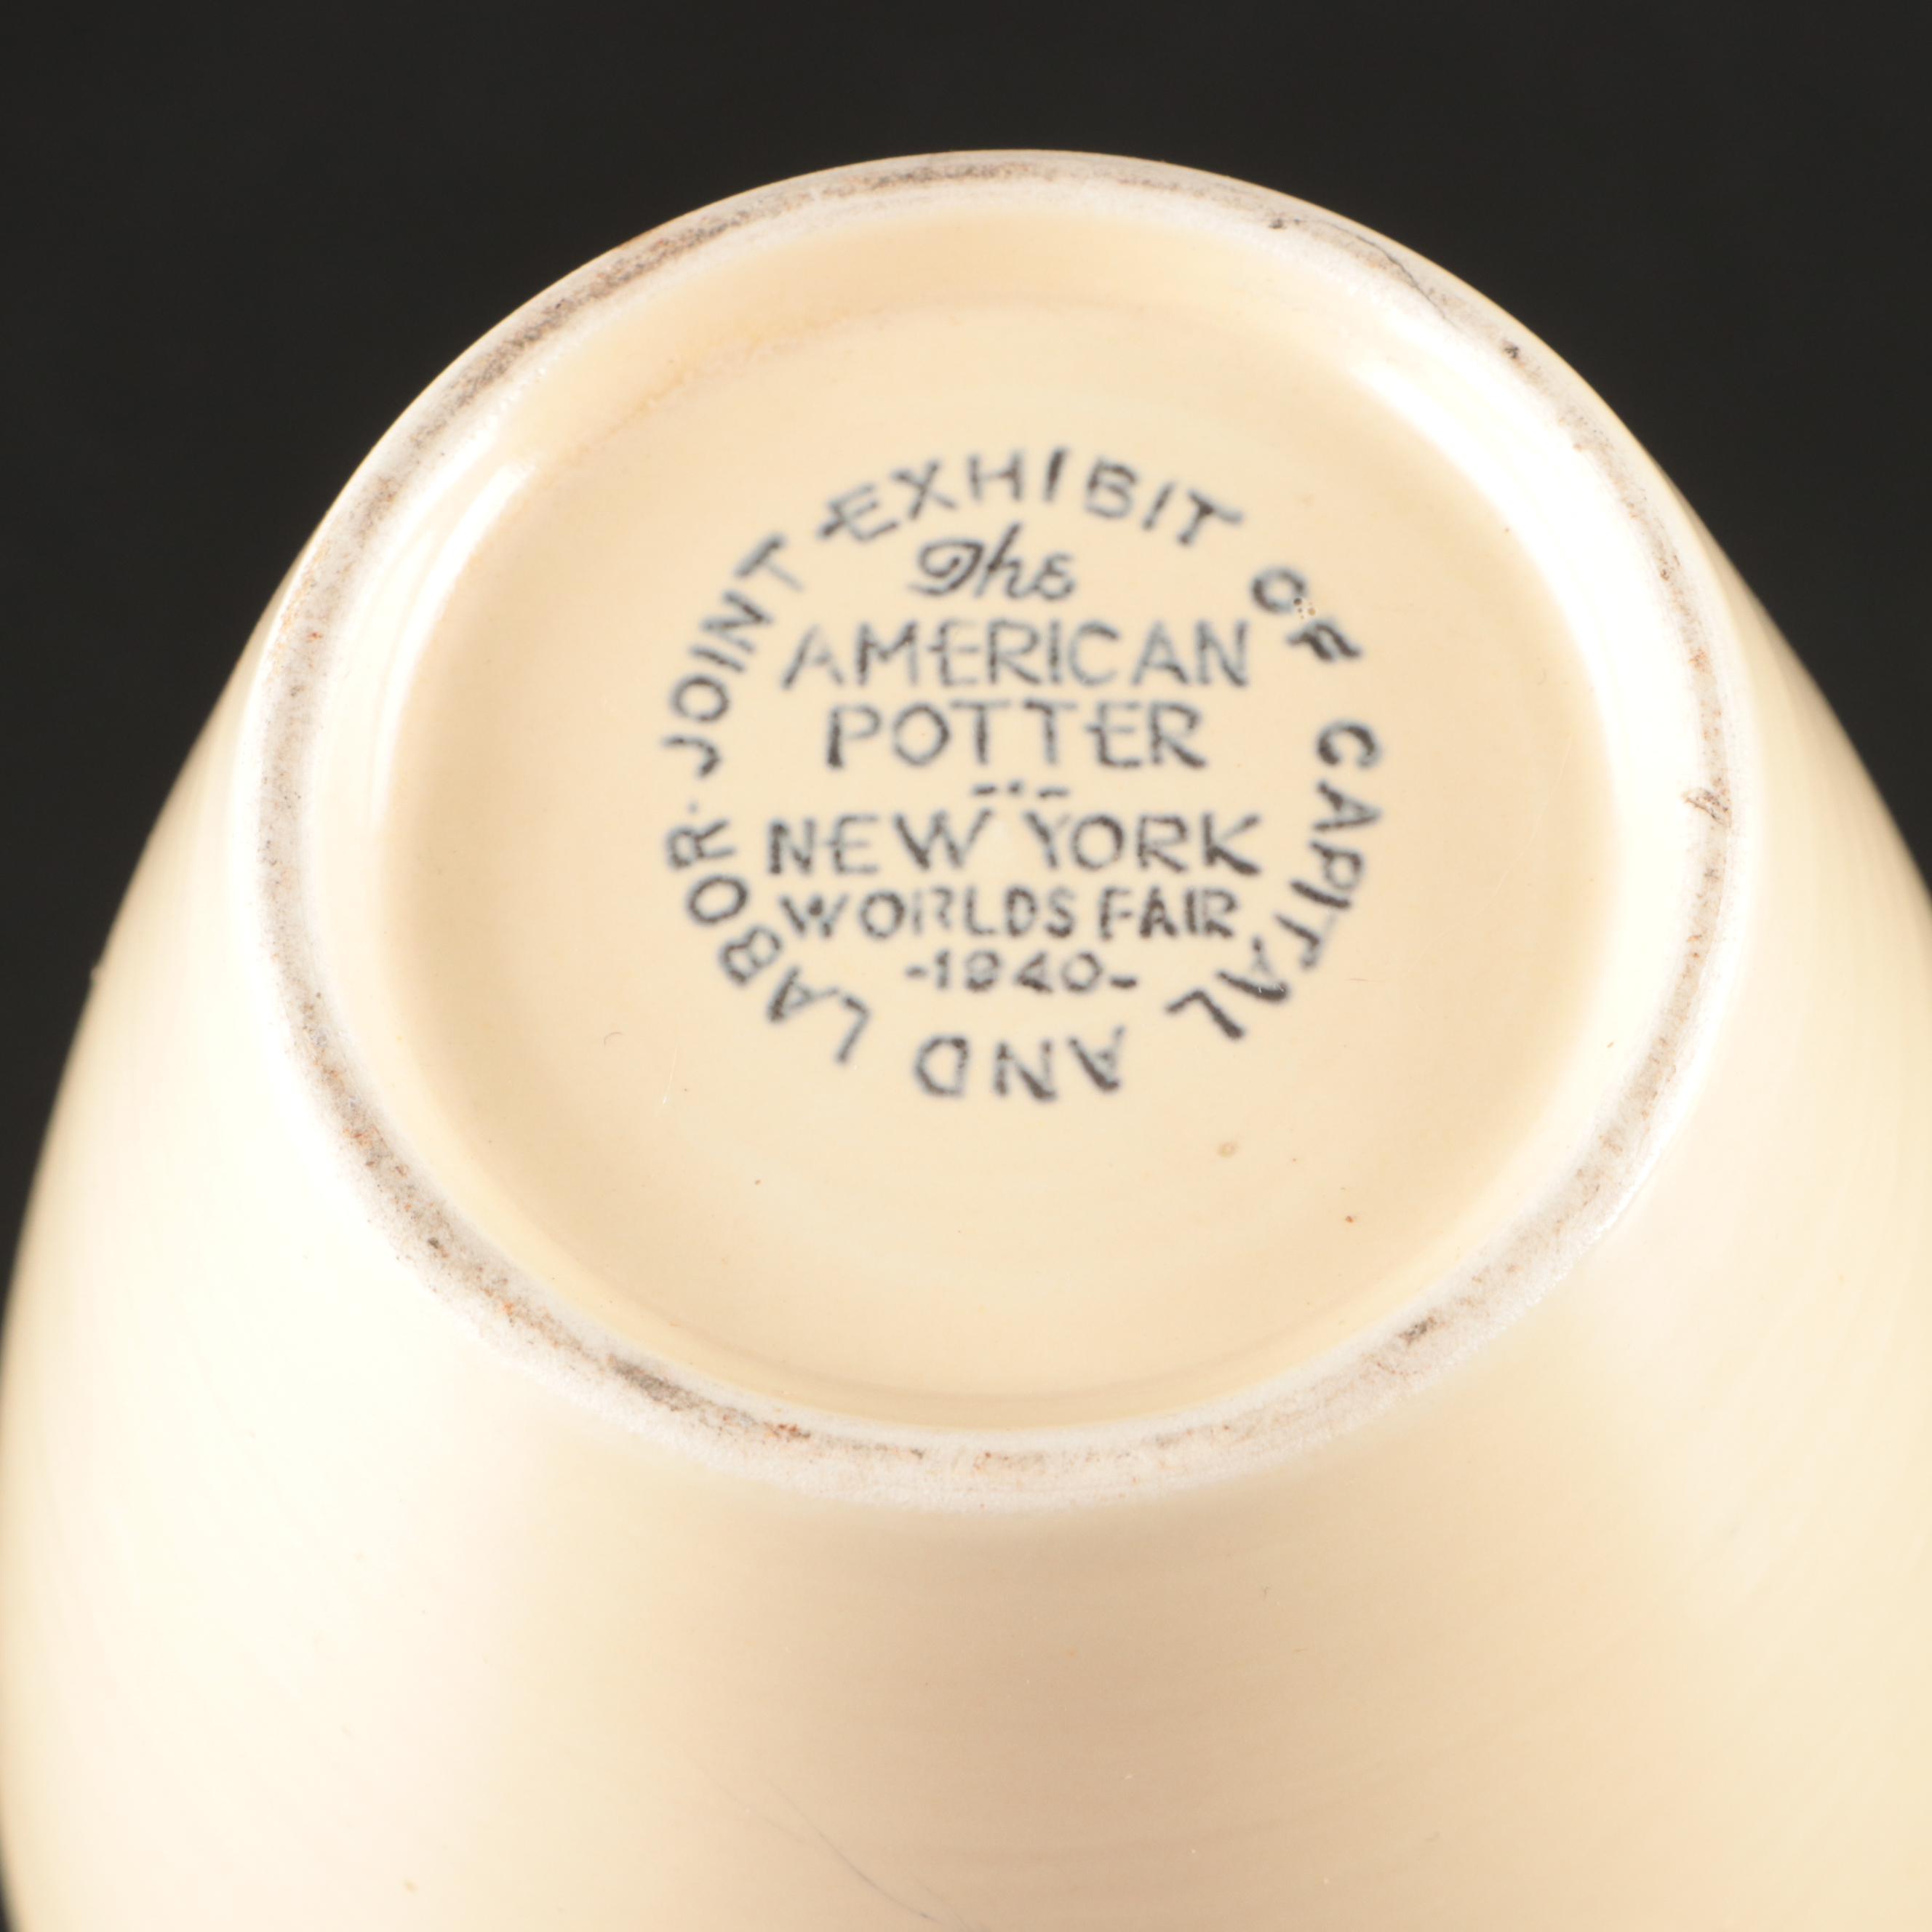 JOINT EXHIBIT OF CAPITAL AND LABOR.
The
AMERICAN
POTTER
NEW YORK
WORLDS FAIR
-1940-